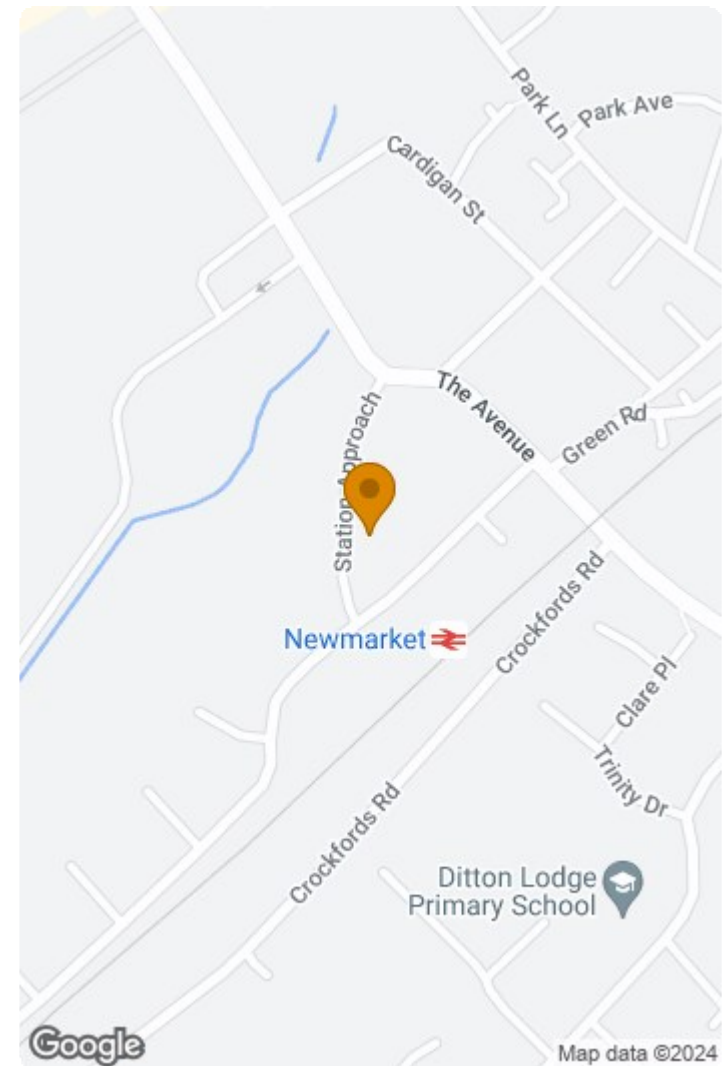 Park Ln
Park Ave
Cardigan St
The Avenue
Green Rd
Station Approach
Newmarket
Crockfords Rd
Clare Pl
Trinity Dr
Crockfords Rd
Ditton Lodge
Primary School
Google
Map data ©2024